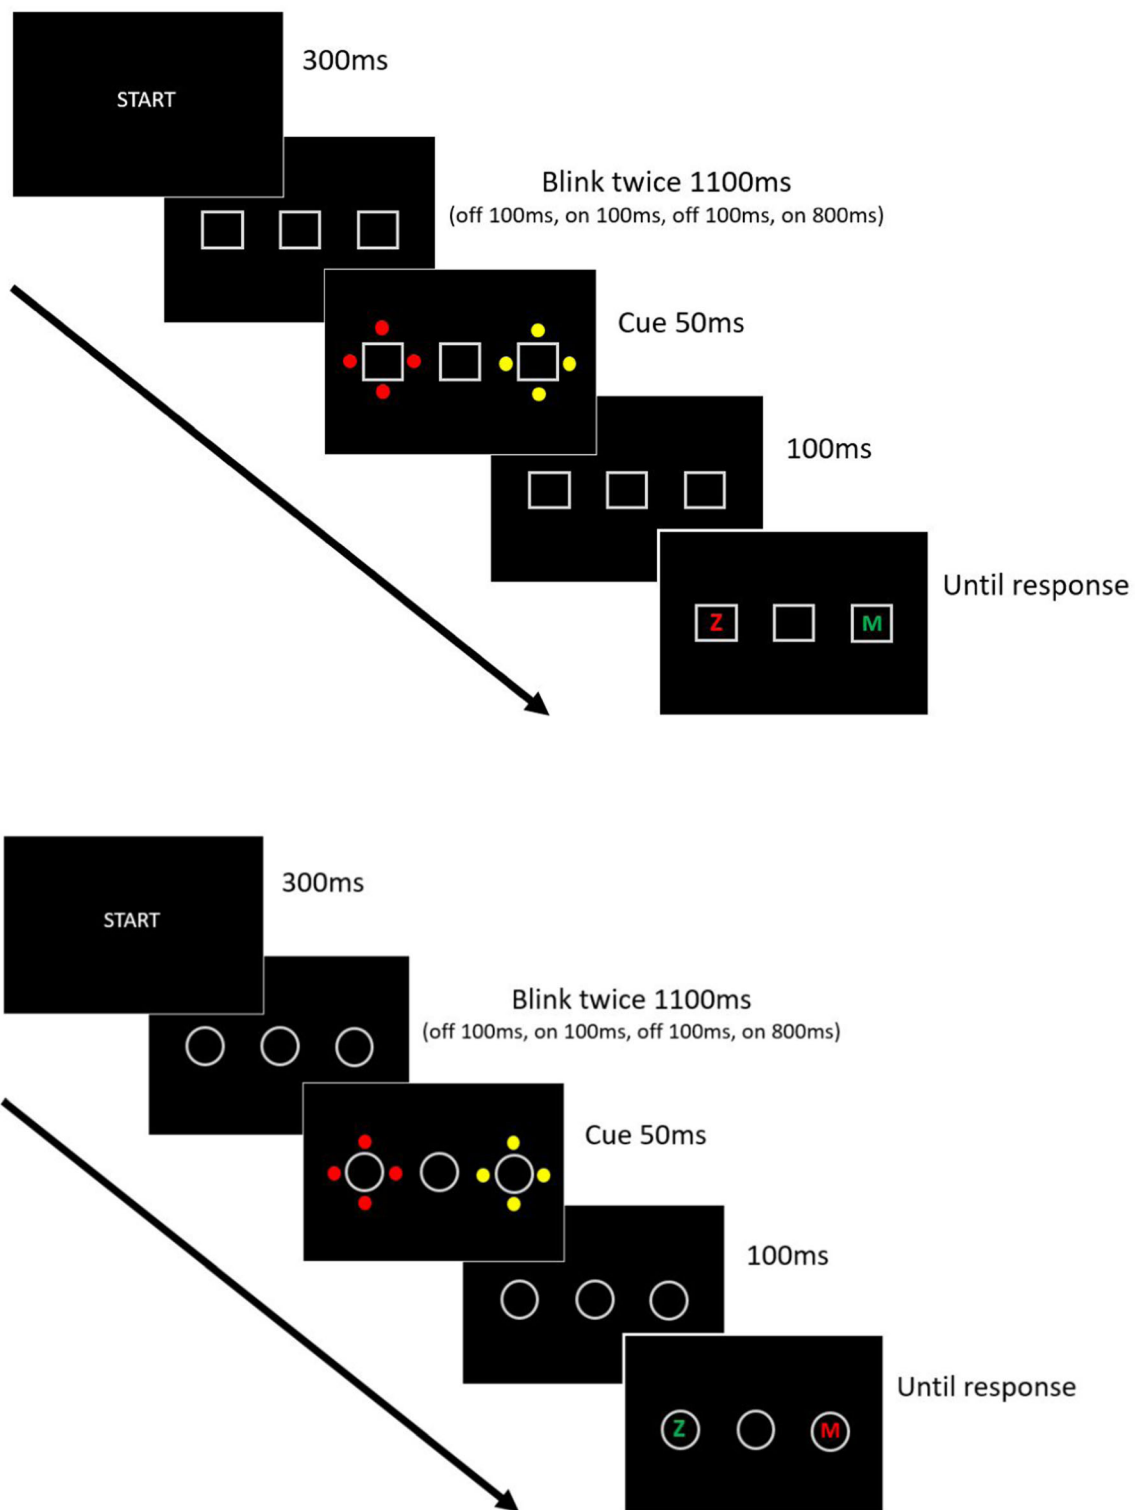 START
300ms
Blink twice 1100ms
(off 100ms, on 100ms, off 100ms, on 800ms)
Cue 50ms
100ms
Until response
Z M
START
300ms
Blink twice 1100ms
(off 100ms, on 100ms, off 100ms, on 800ms)
Cue 50ms
100ms
Until response
Z M